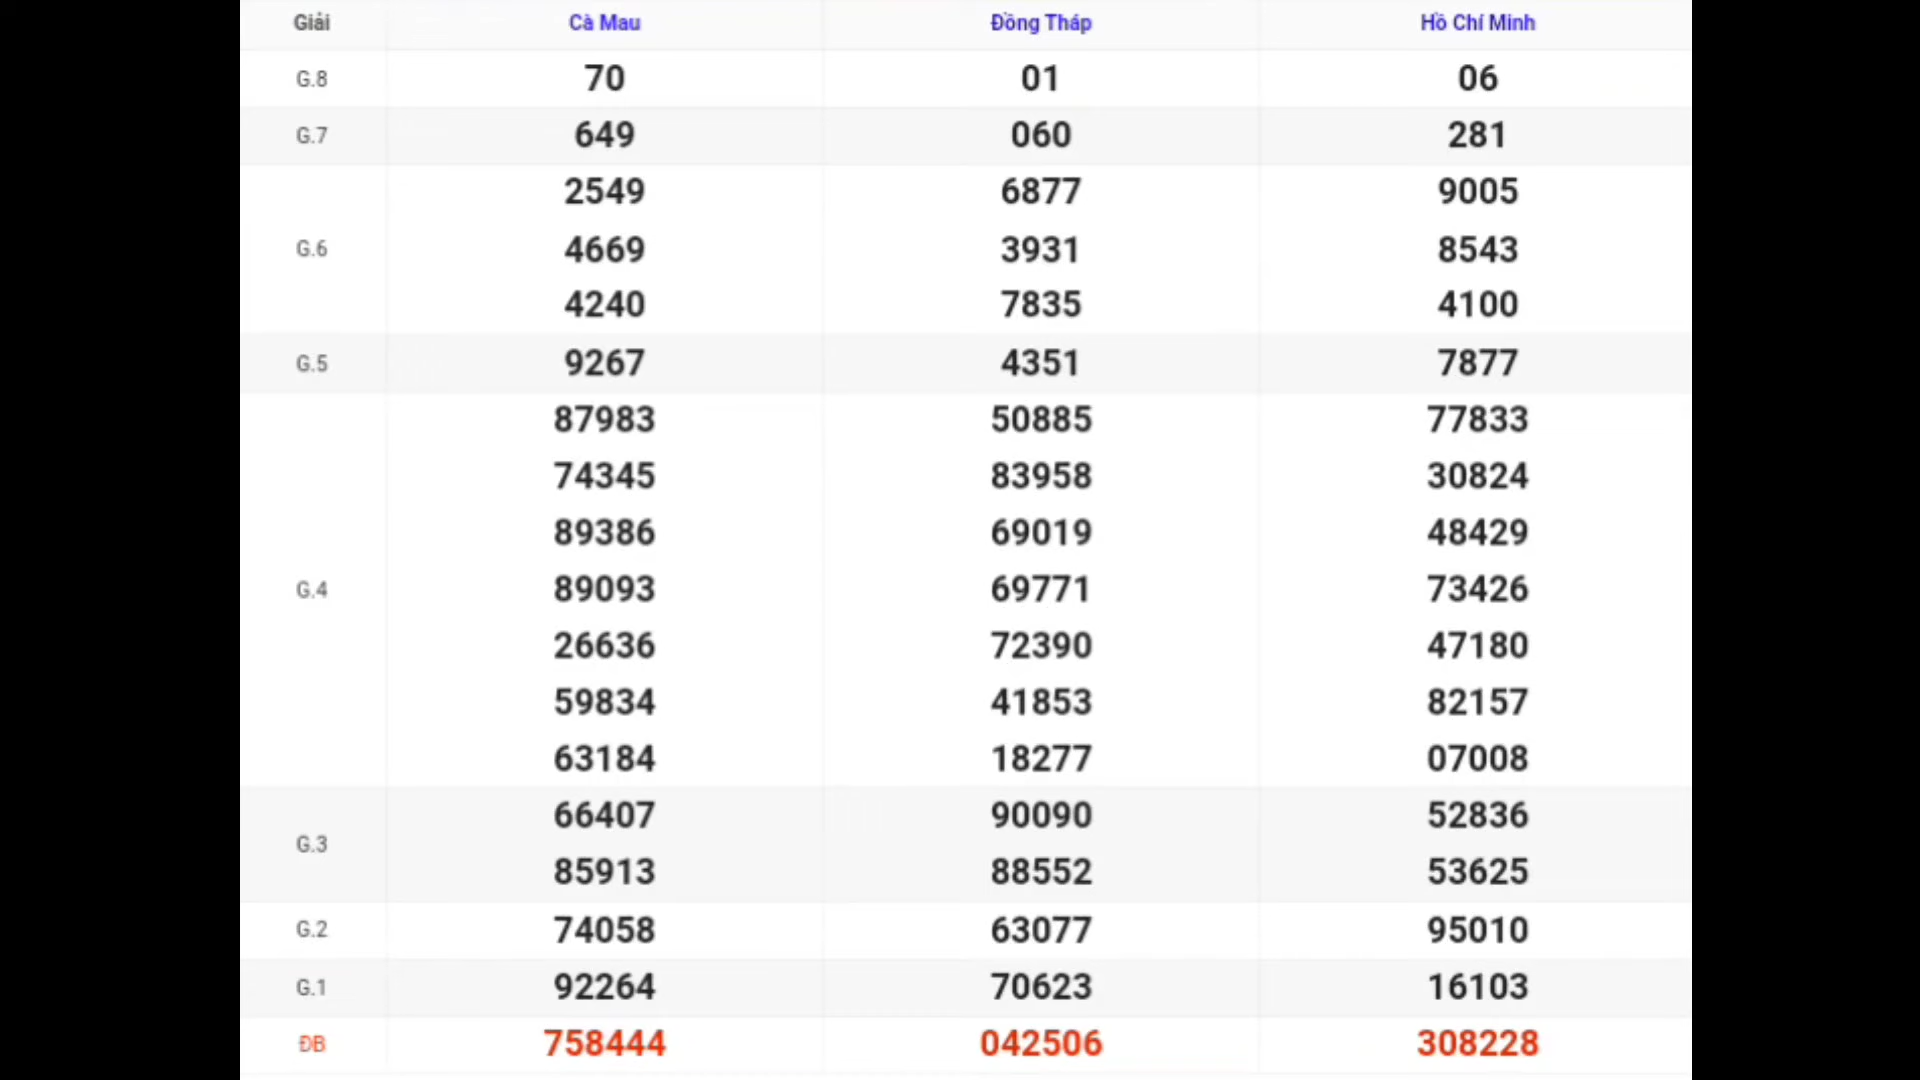 Giải Cà Mau Đồng Tháp Hồ Chí Minh
G.8 70 01 06
G.7 649 060 281
2549 6877 9005
G.6 4669 3931 8543
4240 7835 4100
G.5 9267 4351 7877
87983 50885 77833
74345 83958 30824
89386 69019 48429
G.4 89093 69771 73426
26636 72390 47180
59834 41853 82157
63184 18277 07008
66407 90090 52836
G.3
85913 88552 53625
G.2 74058 63077 95010
G.1 92264 70623 16103
ĐB 758444 042506 308228